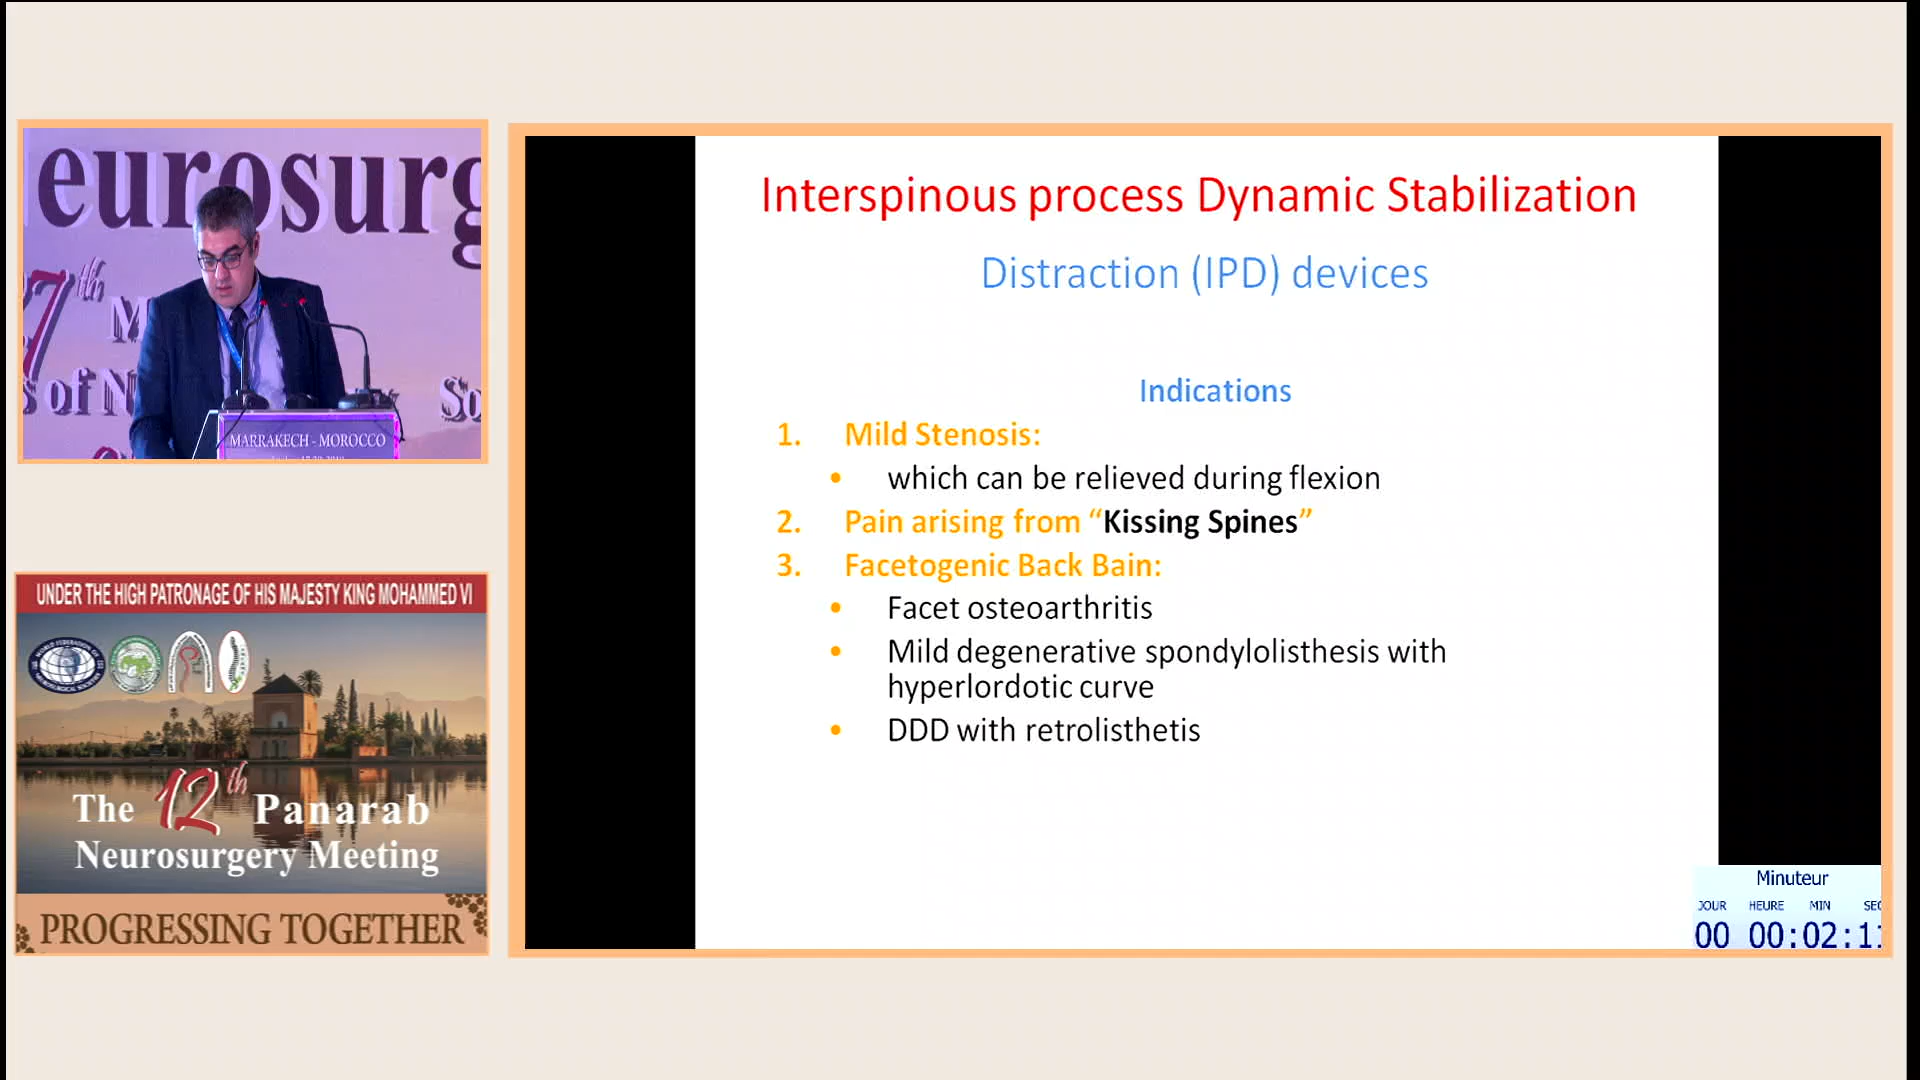 eurosurg
7th M
s of N
So
MARRAKECH - MOROCCO
UNDER THE HIGH PATRONAGE OF HIS MAJESTY KING MOHAMMED VI
The 12th Panarab
Neurosurgery Meeting
PROGRESSING TOGETHER
Interspinous process Dynamic Stabilization
Distraction (IPD) devices
Indications
1. Mild Stenosis:
• which can be relieved during flexion
2. Pain arising from “Kissing Spines”
3. Facetogenic Back Bain:
• Facet osteoarthritis
• Mild degenerative spondylolisthesis with
hyperlordotic curve
• DDD with retrolisthetis
Minuteur
JOUR HEURE MIN SEC
00 00:02:11